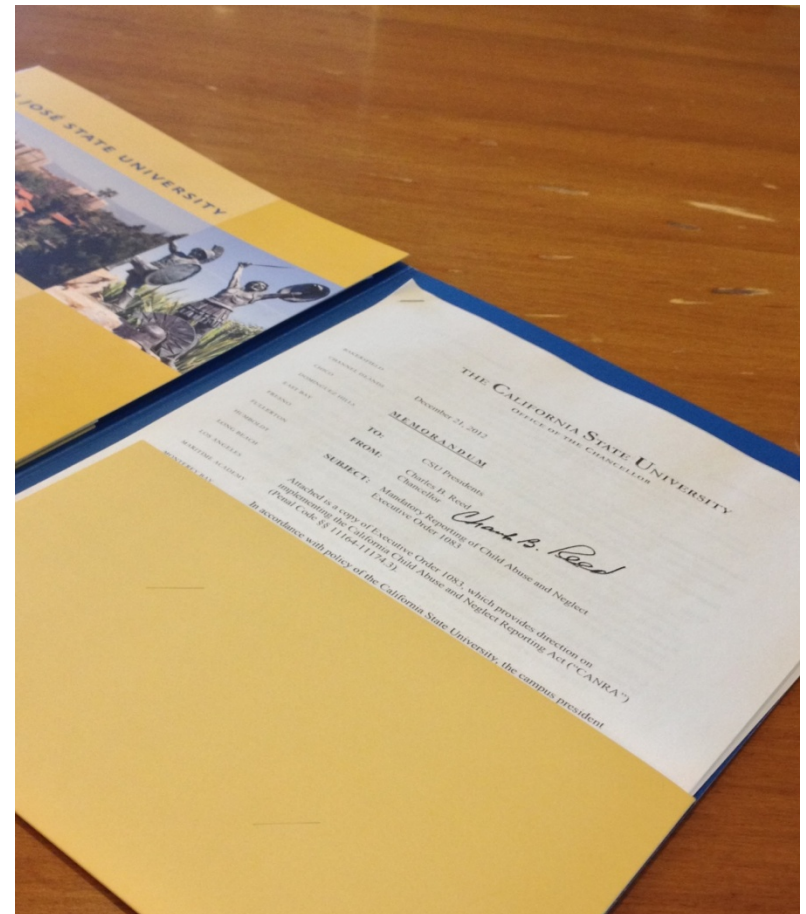 JOSÉ STATE UNIVERSITY
THE CALIFORNIA STATE UNIVERSITY
OFFICE OF THE CHANCELLOR
BAKERSFIELD
CHANNEL ISLANDS
CHICO
DOMINGUEZ HILLS
EAST BAY
FRESNO
FULLERTON
HUMBOLDT
LONG BEACH
LOS ANGELES
MARITIME ACADEMY
MONTEREY BAY
December 21, 2012
MEMORANDUM
TO: CSU Presidents
FROM: Charles B. Reed
Chancellor
Charles B. Reed
SUBJECT: Mandatory Reporting of Child Abuse and Neglect
Executive Order 1083
Attached is a copy of Executive Order 1083, which provides direction on
implementing the California Child Abuse and Neglect Reporting Act ("CANRA")
(Penal Code §§ 11164-11174.3).
In accordance with policy of the California State University, the campus president